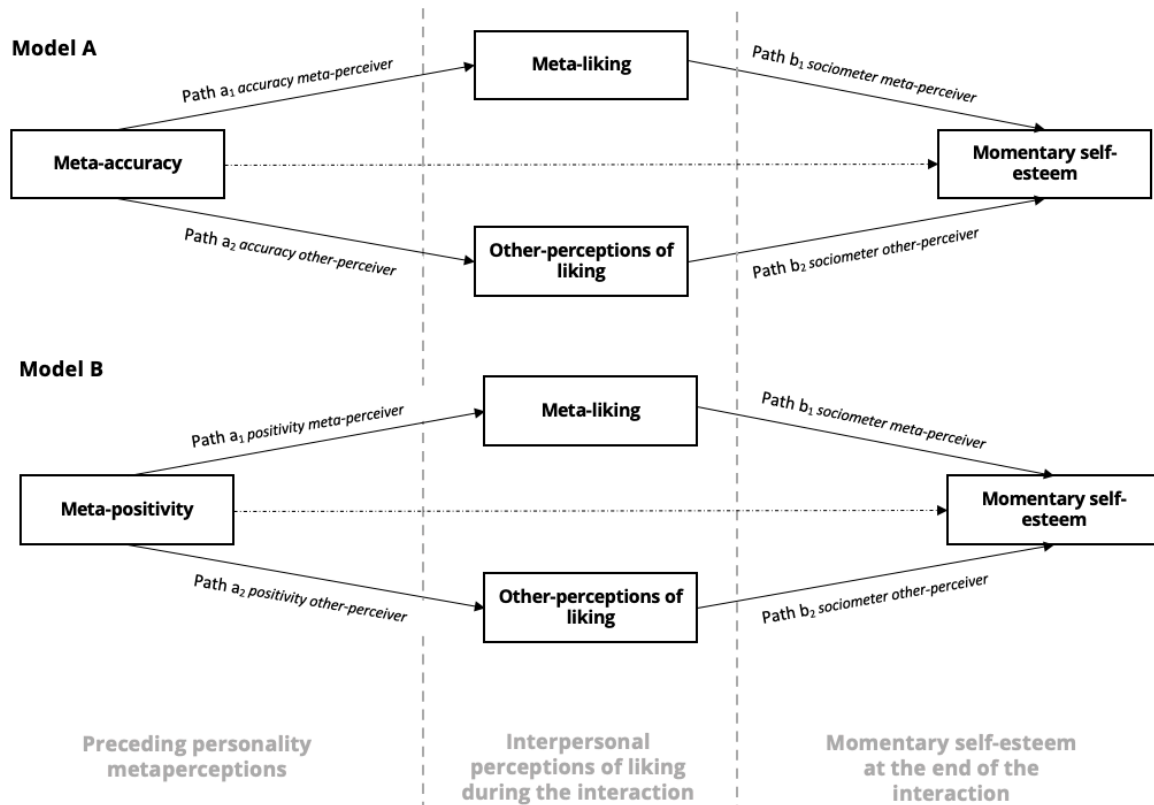 Model A
Path a₁ accuracy meta-perceiver
Meta-liking
Path b₁ sociometer meta-perceiver
Meta-accuracy
Momentary self-
esteem
Path a₂ accuracy other-perceiver
Other-perceptions of
liking
Path b₂ sociometer other-perceiver
Model B
Path a₁ positivity meta-perceiver
Meta-liking
Path b₁ sociometer meta-perceiver
Meta-positivity
Momentary self-
esteem
Path a₂ positivity other-perceiver
Other-perceptions of
liking
Path b₂ sociometer other-perceiver
Preceding personality
metaperceptions
Interpersonal
perceptions of liking
during the interaction
Momentary self-esteem
at the end of the
interaction